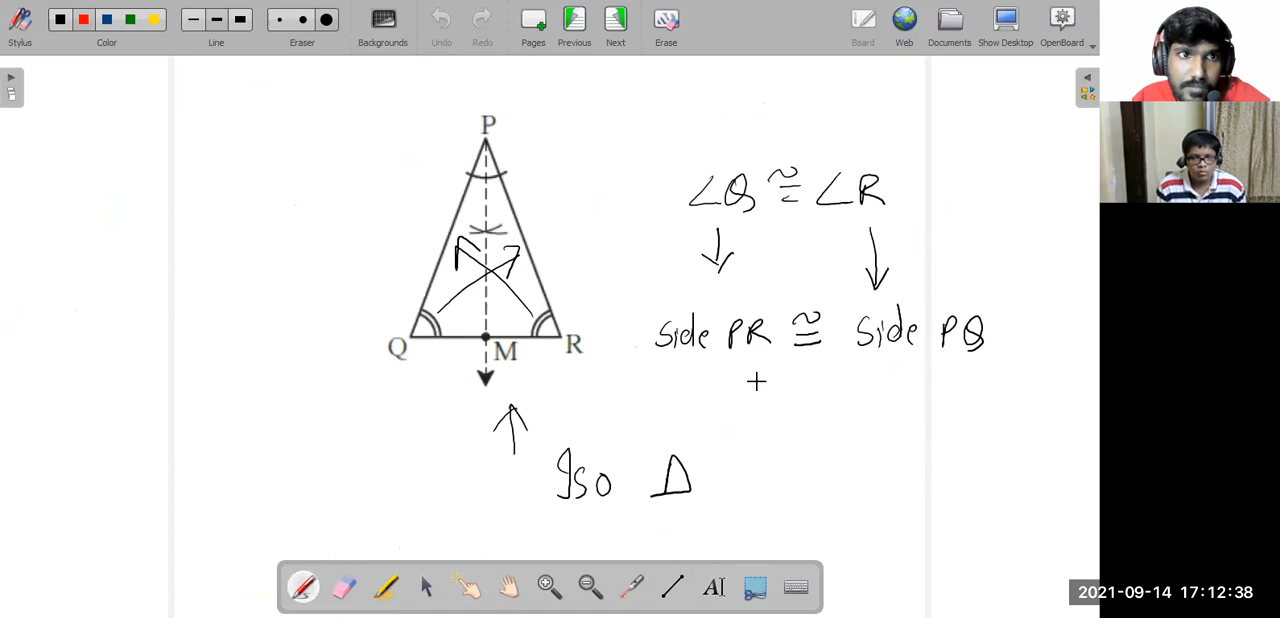 Stylus Color Line Eraser Backgrounds Undo Redo Pages Previous Next Erase Board Web Documents Show Desktop OpenBoard
P
∠Q ≅ ∠R
Side PR ≅ Side PQ
Q M R
Iso Δ
2021-09-14 17:12:38